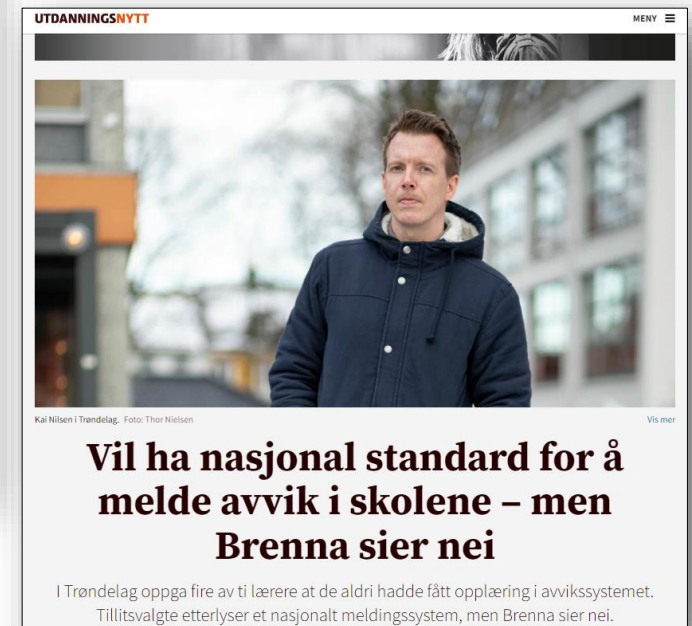 UTDANNINGSNYTT
MENY
Kai Nilsen i Trøndelag. Foto: Thor Nielsen
Vis mer
Vil ha nasjonal standard for å
melde avvik i skolene – men
Brenna sier nei
I Trøndelag oppga fire av ti lærere at de aldri hadde fått opplæring i avvikssystemet.
Tillitsvalgte etterlyser et nasjonalt meldingssystem, men Brenna sier nei.